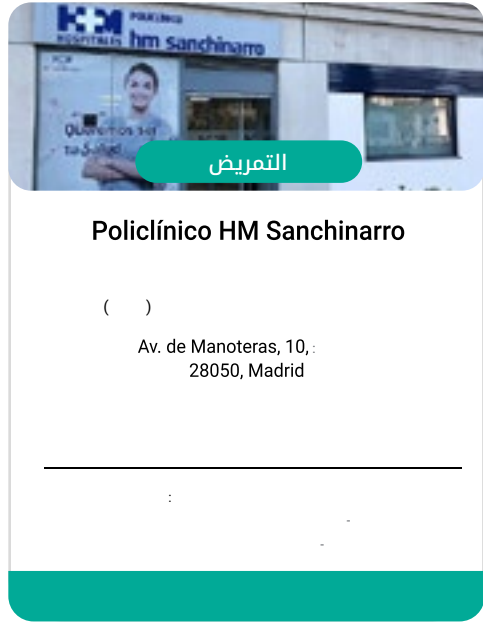 HM POLICLÍNICO
HOSPITALES hm sanchinarro
Queremos ser
tu Salud
التمريض
Policlínico HM Sanchinarro
( )
Av. de Manoteras, 10, :
28050, Madrid
:
-
-